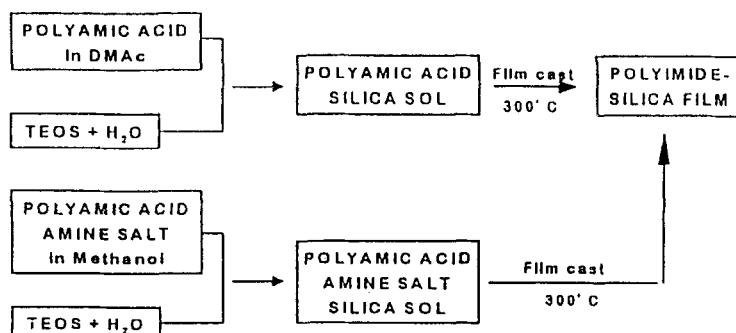 POLYAMIC ACID
in DMAc
TEOS + H₂O
POLYAMIC ACID
SILICA SOL
Film cast
300° C
POLYIMIDE-
SILICA FILM
POLYAMIC ACID
AMINE SALT
in Methanol
TEOS + H₂O
POLYAMIC ACID
AMINE SALT
SILICA SOL
Film cast
300° C